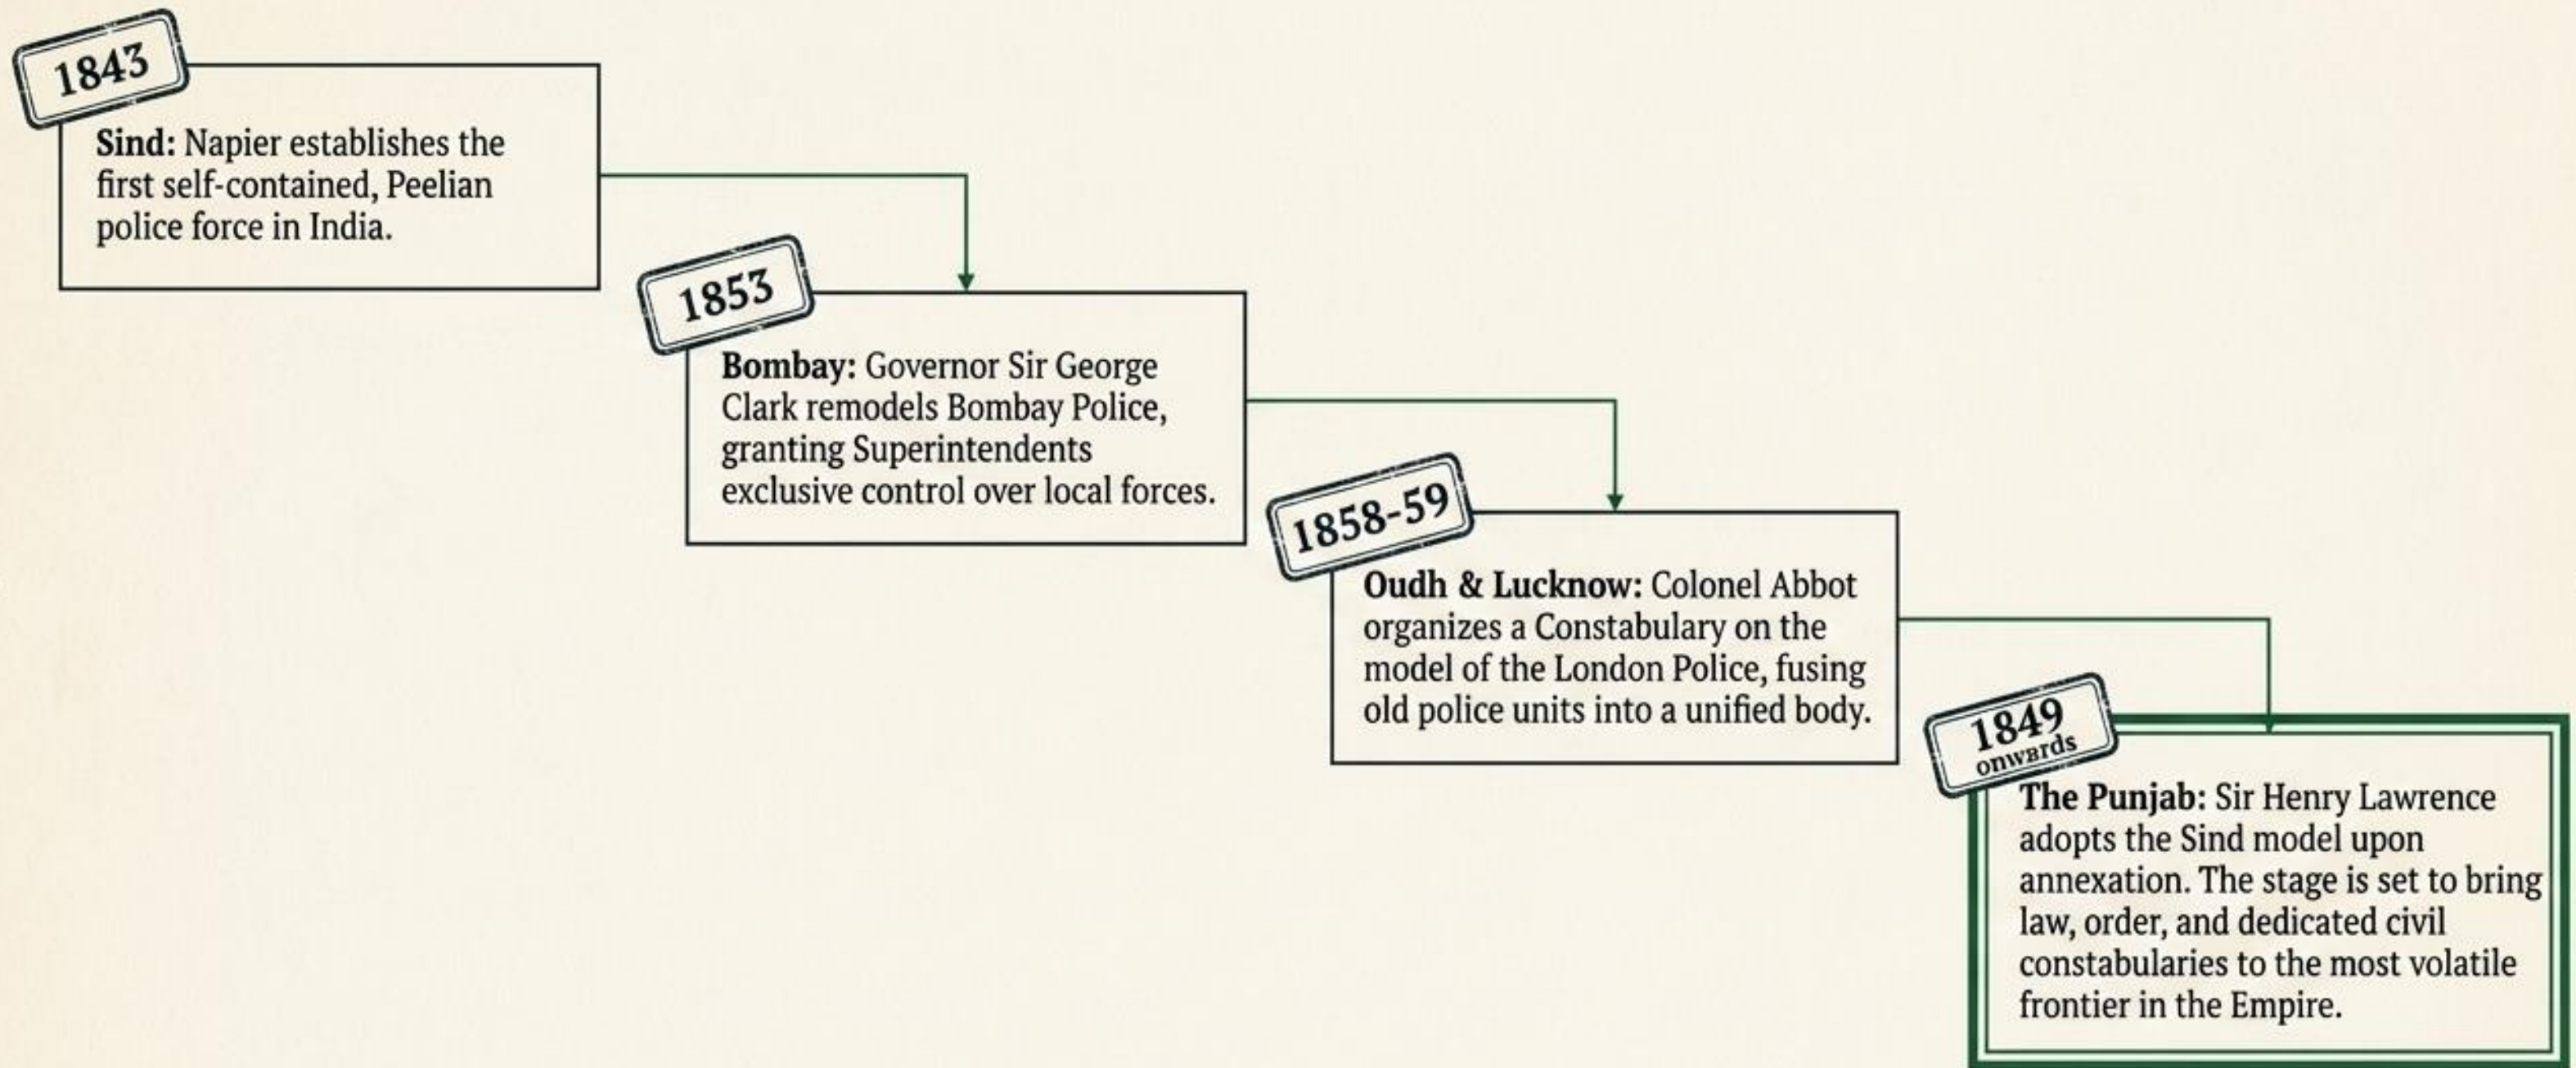 1843
Sind: Napier establishes the
first self-contained, Peelian
police force in India.
1853
Bombay: Governor Sir George
Clark remodels Bombay Police,
granting Superintendents
exclusive control over local forces.
1858-59
Oudh & Lucknow: Colonel Abbot
organizes a Constabulary on the
model of the London Police, fusing
old police units into a unified body.
1849
onwards
The Punjab: Sir Henry Lawrence
adopts the Sind model upon
annexation. The stage is set to bring
law, order, and dedicated civil
constabularies to the most volatile
frontier in the Empire.